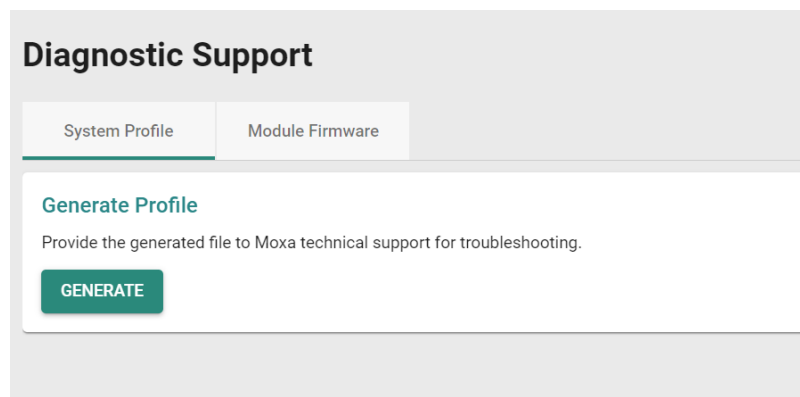 Diagnostic Support
System Profile
Module Firmware
Generate Profile
Provide the generated file to Moxa technical support for troubleshooting.
GENERATE